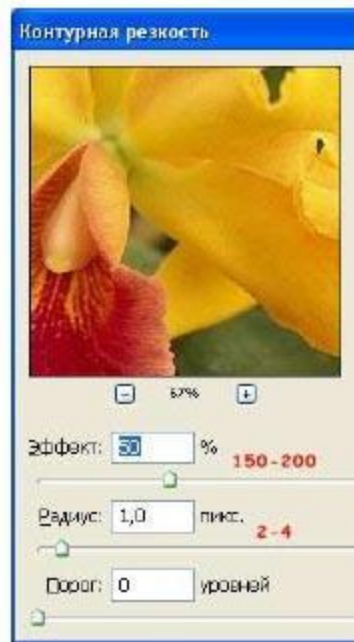 Контурная резкость
67%
Эффект: 50 % 150-200
Радиус: 1,0 пикс. 2-4
Порог: 0 уровней